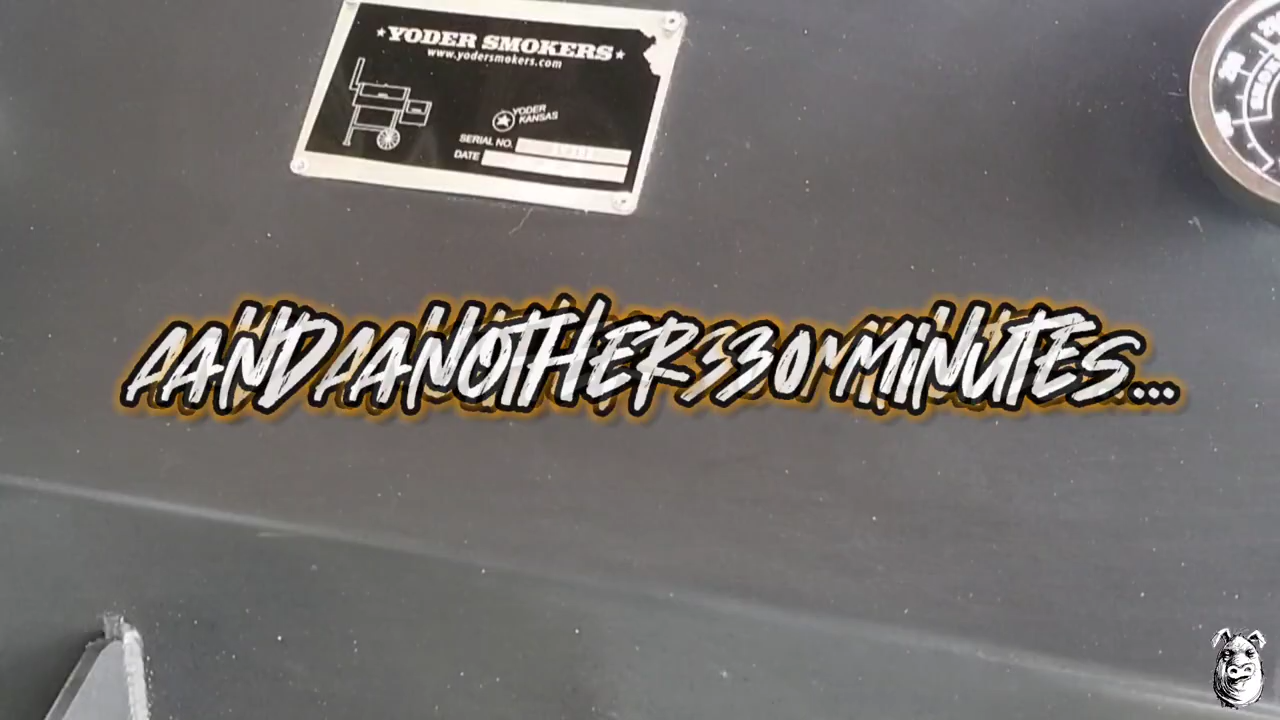 YODER SMOKERS
www.yodersmokers.com
YODER
KANSAS
SERIAL NO.
DATE
AND ANOTHER 30 MINUTES...